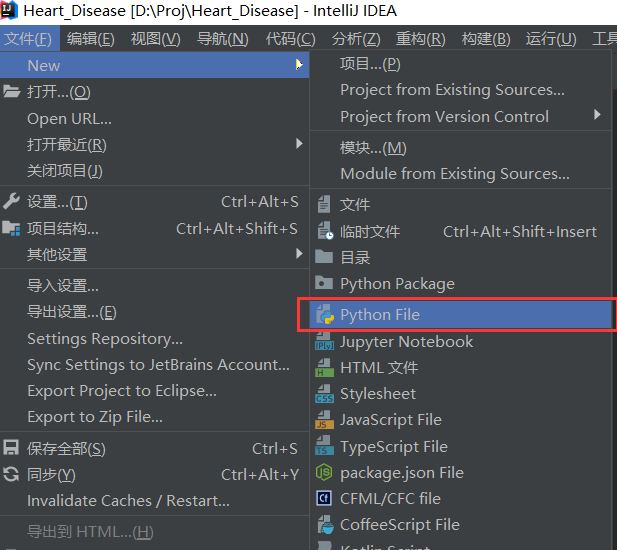 Heart_Disease [D:\Proj\Heart_Disease] - IntelliJ IDEA
文件(F) 编辑(E) 视图(V) 导航(N) 代码(C) 分析(Z) 重构(R) 构建(B) 运行(U) 工具
New
打开...(O)
Open URL...
打开最近(R)
关闭项目(J)
设置...(T) Ctrl+Alt+S
项目结构... Ctrl+Alt+Shift+S
其他设置
导入设置...
导出设置...(E)
Settings Repository...
Sync Settings to JetBrains Account...
Export Project to Eclipse...
Export to Zip File...
保存全部(S) Ctrl+S
同步(Y) Ctrl+Alt+Y
Invalidate Caches / Restart...
导出到 HTML...(H)
项目...(P)
Project from Existing Sources...
Project from Version Control
模块...(M)
Module from Existing Sources...
文件
临时文件 Ctrl+Alt+Shift+Insert
目录
Python Package
Python File
Jupyter Notebook
HTML 文件
Stylesheet
JavaScript File
TypeScript File
package.json File
CFML/CFC file
CoffeeScript File
Kotlin Script